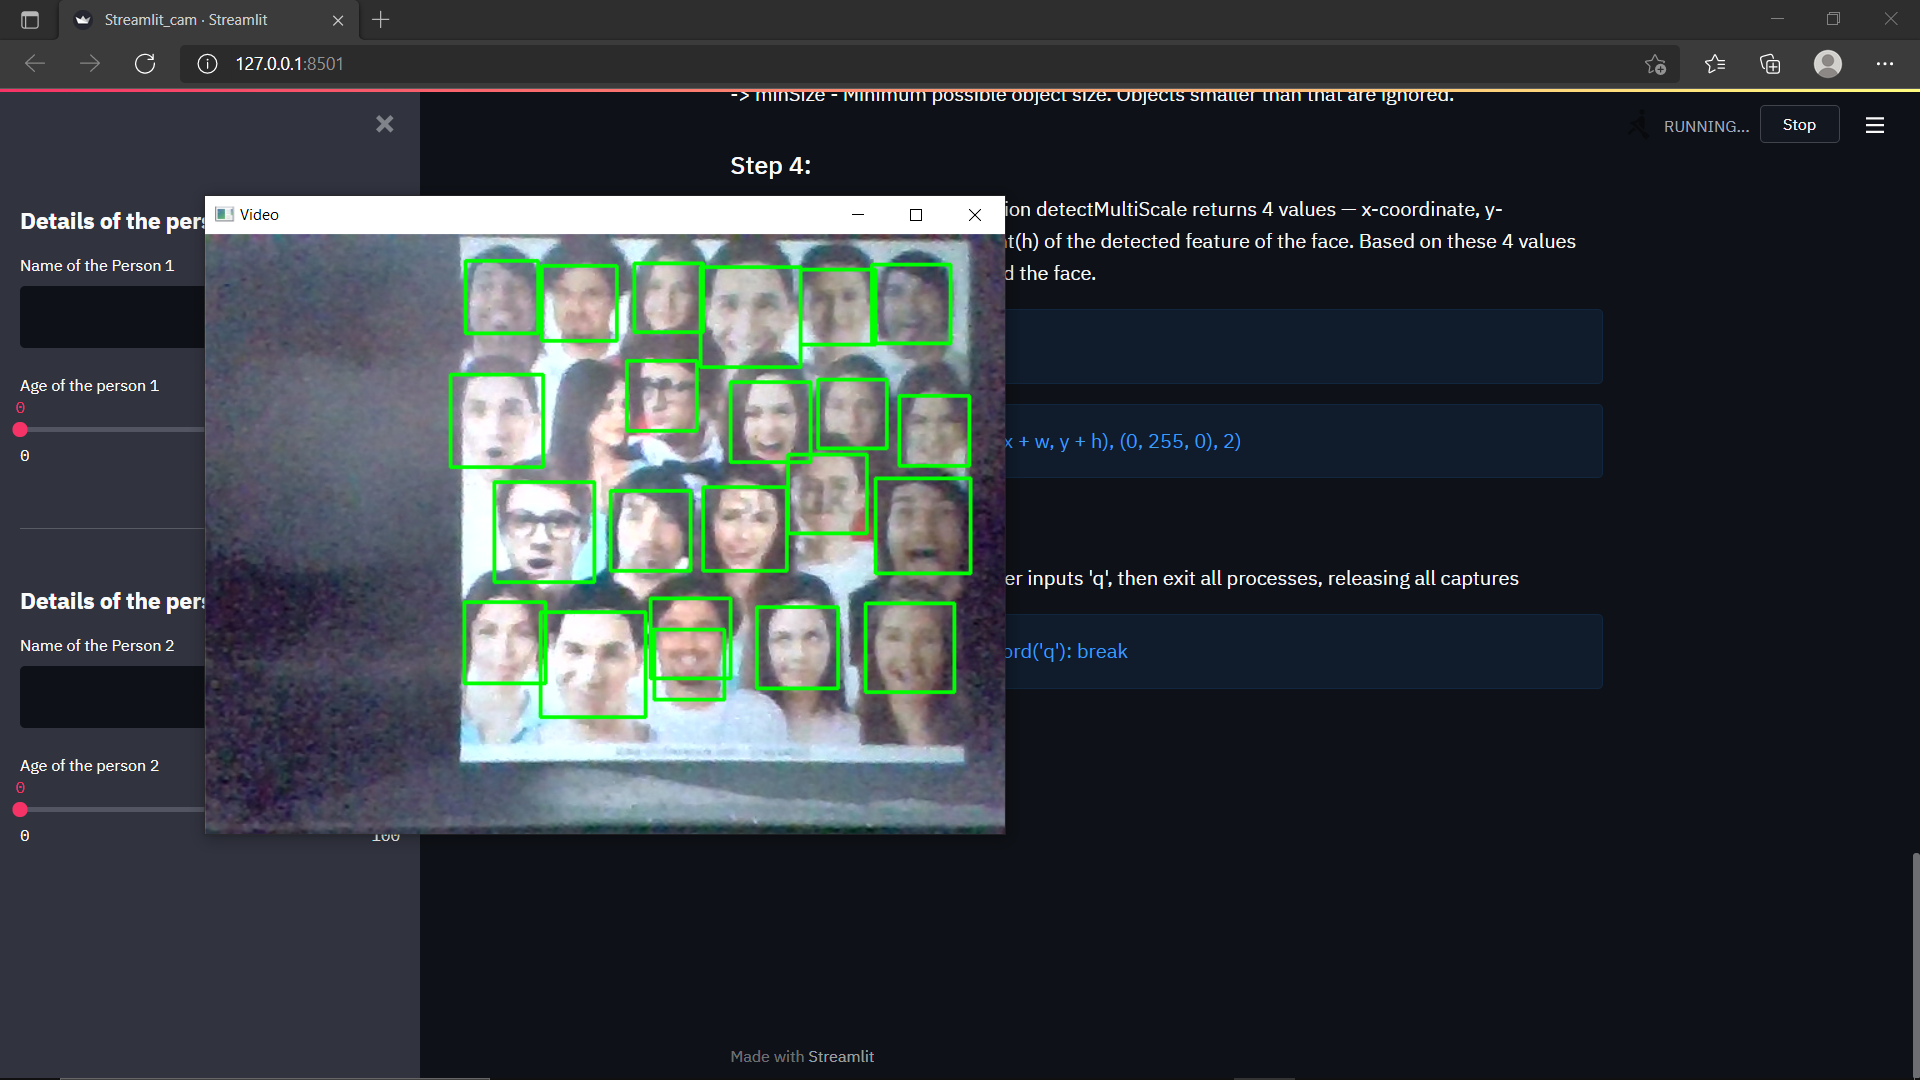 Streamlit_cam · Streamlit
127.0.0.1:8501
-> minSize - Minimum possible object size. Objects smaller than that are ignored.
RUNNING...
Stop
Step 4:
Details of the pers
Name of the Person 1
Age of the person 1
0
0
Details of the pers
Name of the Person 2
Age of the person 2
0
0
100
Video
ion detectMultiScale returns 4 values — x-coordinate, y-
t(h) of the detected feature of the face. Based on these 4 values
d the face.
x + w, y + h), (0, 255, 0), 2)
er inputs 'q', then exit all processes, releasing all captures
ord('q'): break
Made with Streamlit